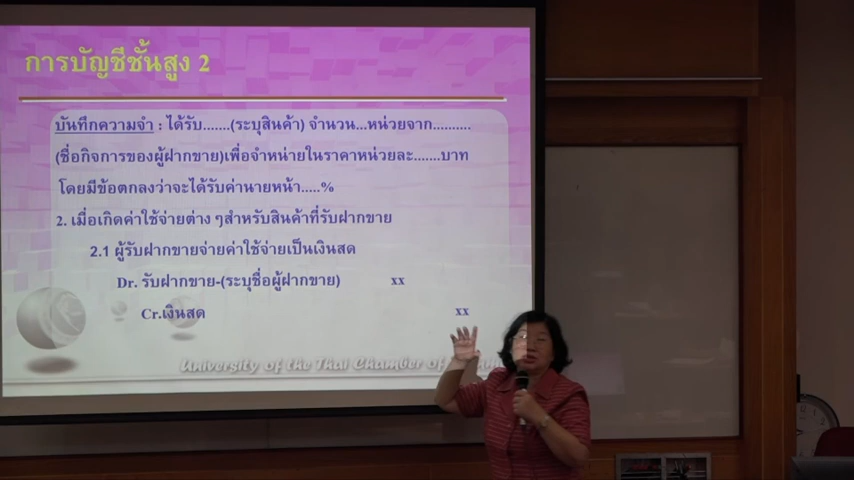 การบัญชีชั้นสูง 2
บันทึกความจำ : ได้รับ.......(ระบุสินค้า) จำนวน...หน่วยจาก..........
(ชื่อกิจการของผู้ฝากขาย)เพื่อจำหน่ายในราคาหน่วยละ.......บาท
โดยมีข้อตกลงว่าจะได้รับค่านายหน้า.....%
2. เมื่อเกิดค่าใช้จ่ายต่าง ๆสำหรับสินค้าที่รับฝากขาย
2.1 ผู้รับฝากขายจ่ายค่าใช้จ่ายเป็นเงินสด
Dr. รับฝากขาย-(ระบุชื่อผู้ฝากขาย) xx
Cr.เงินสด xx
University of the Thai Chamber of